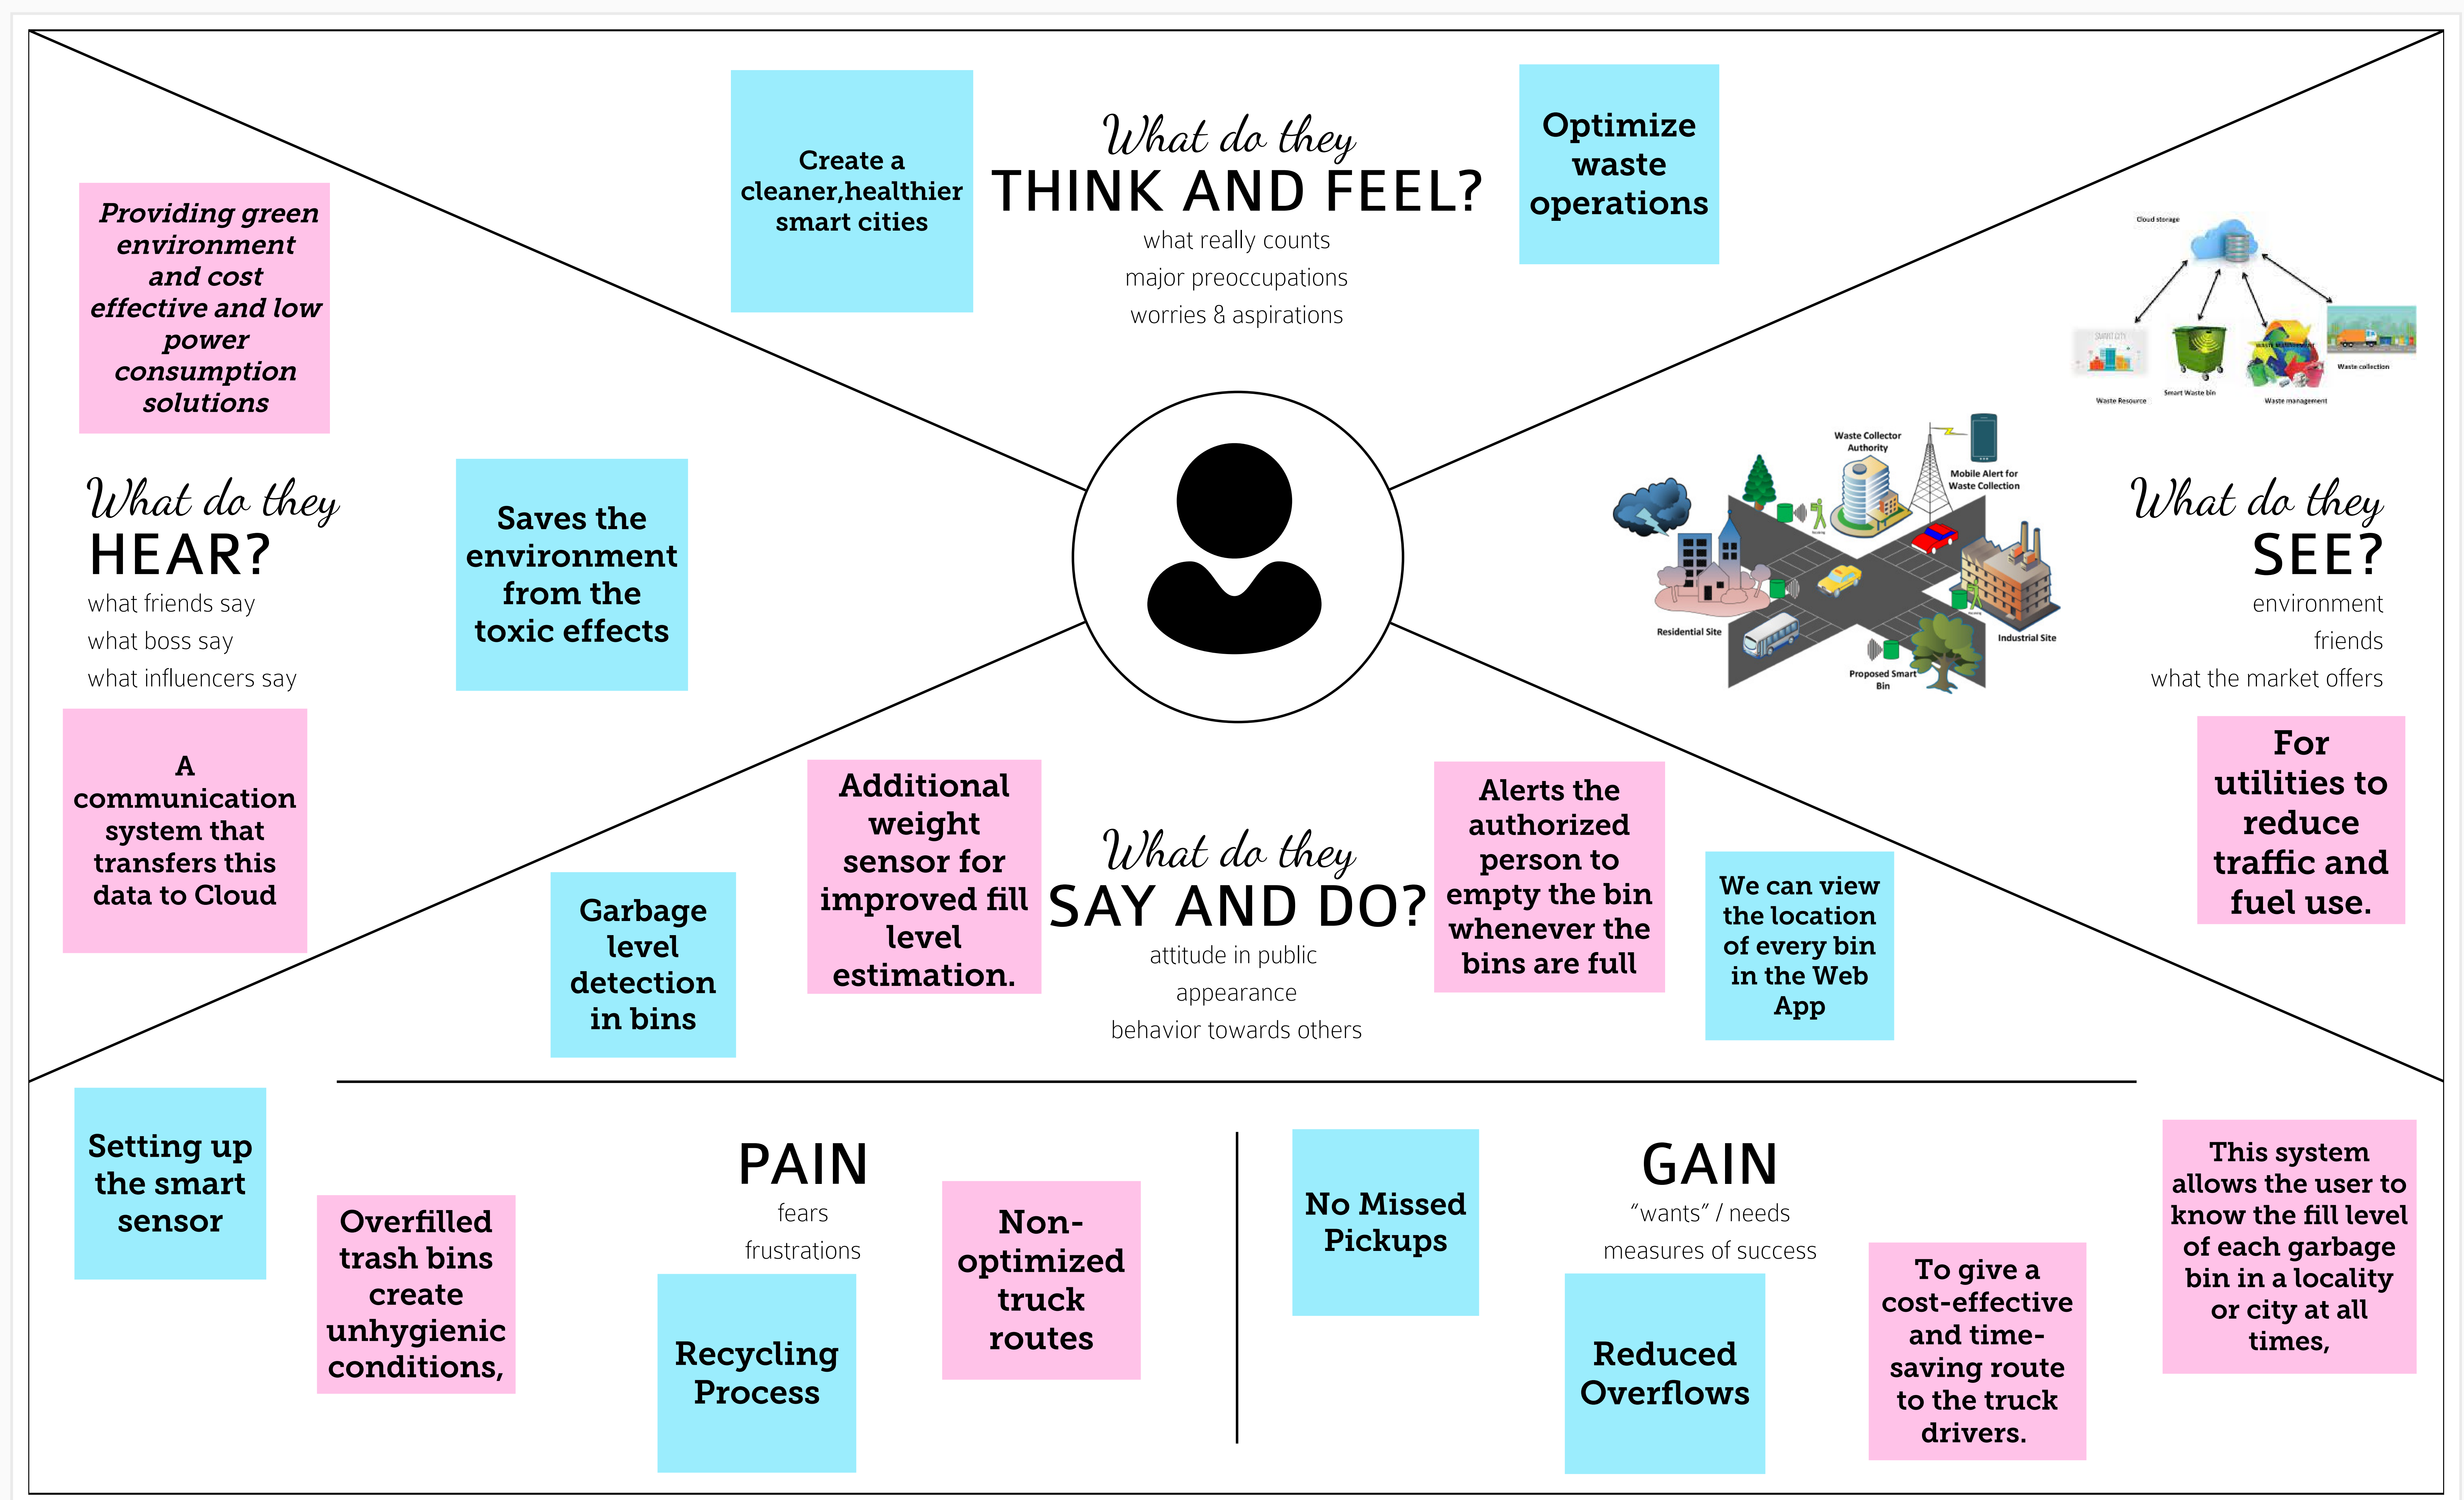 What do they
THINK AND FEEL?
what really counts
major preoccupations
worries & aspirations
Create a
cleaner,healthier
smart cities
Optimize
waste
operations
Providing green
environment
and cost
effective and low
power
consumption
solutions
What do they
HEAR?
what friends say
what boss say
what influencers say
Saves the
environment
from the
toxic effects
A
communication
system that
transfers this
data to Cloud
Cloud storage
SMART CITY
Waste Resource
Smart Waste bin
WASTE MANAGEMENT
Waste management
Waste collection
Waste Collector
Authority
Mobile Alert for
Waste Collection
Residential Site
Industrial Site
Proposed Smart
Bin
What do they
SEE?
environment
friends
what the market offers
For
utilities to
reduce
traffic and
fuel use.
What do they
SAY AND DO?
attitude in public
appearance
behavior towards others
Garbage
level
detection
in bins
Additional
weight
sensor for
improved fill
level
estimation.
Alerts the
authorized
person to
empty the bin
whenever the
bins are full
We can view
the location
of every bin
in the Web
App
PAIN
fears
frustrations
Setting up
the smart
sensor
Overfilled
trash bins
create
unhygienic
conditions,
Recycling
Process
Non-
optimized
truck
routes
GAIN
“wants” / needs
measures of success
No Missed
Pickups
Reduced
Overflows
To give a
cost-effective
and time-
saving route
to the truck
drivers.
This system
allows the user to
know the fill level
of each garbage
bin in a locality
or city at all
times,